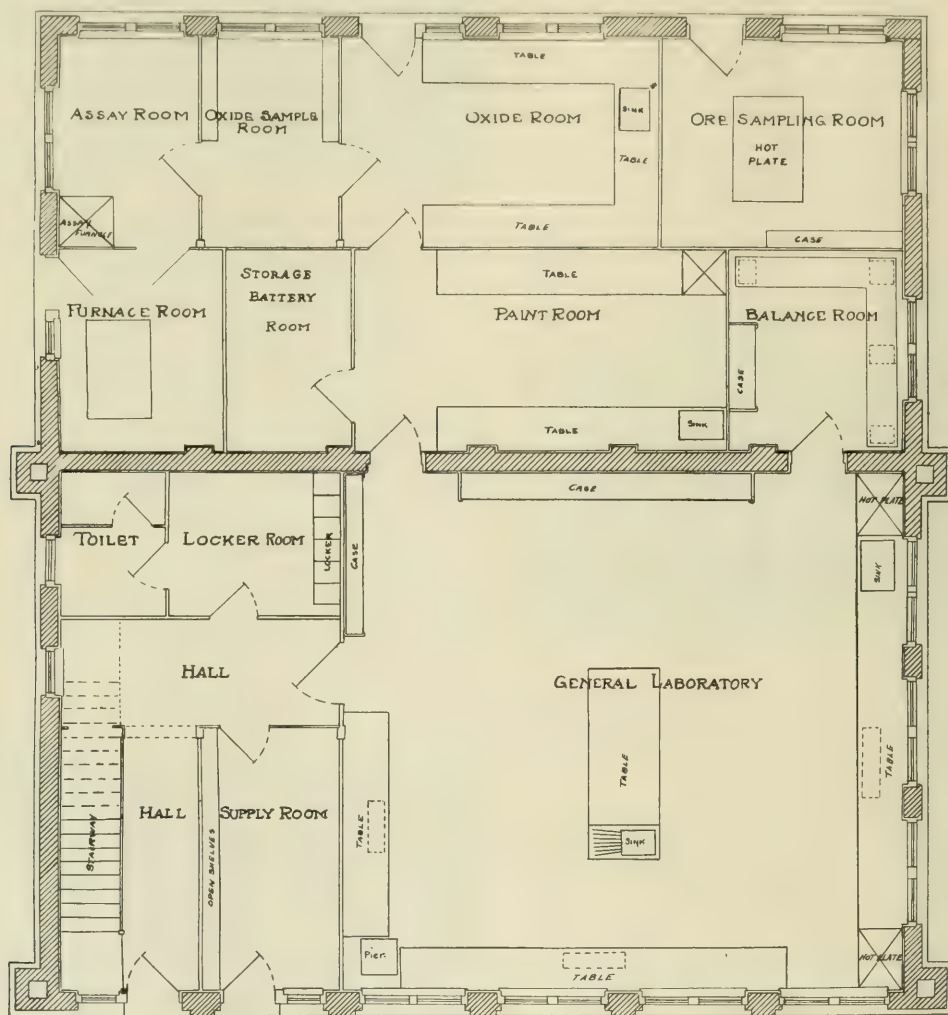 TABLE
ASSAY ROOM
OXIDE SAMPLE
ROOM
OXIDE ROOM
SINK
ORE SAMPLING ROOM
HOT
PLATE
TABLE
ASSAY
FURNACE
TABLE
CASE
FURNACE ROOM
STORAGE
BATTERY
ROOM
TABLE
PAINT ROOM
BALANCE ROOM
CASE
TABLE
SINK
TOILET
LOCKER ROOM
LOCKER
CASE
CASE
HOT PLATE
SINK
HALL
GENERAL LABORATORY
TABLE
SINK
TABLE
STAIRWAY
HALL
OPEN SHELVES
SUPPLY ROOM
TABLE
Pier.
TABLE
HOT PLATE